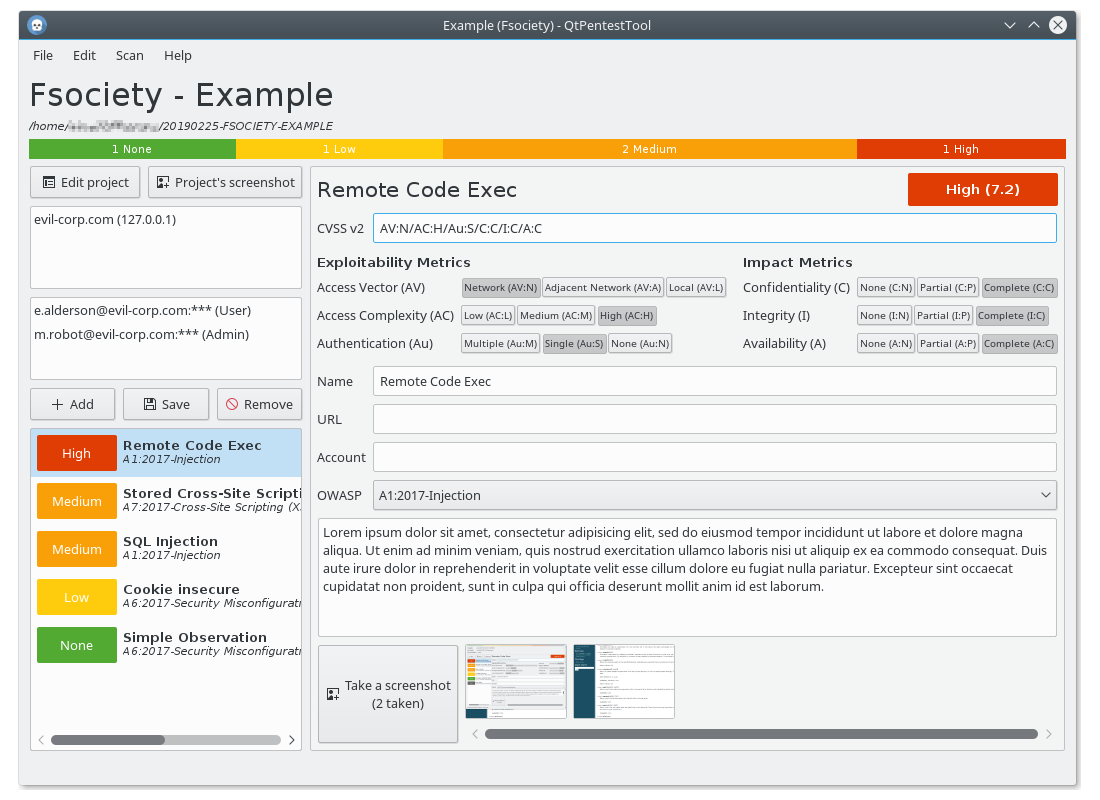 Example (Fsociety) - QtPentestTool
File Edit Scan Help
Fsociety - Example
/home/ /20190225-FSOCIETY-EXAMPLE
1 None 1 Low 2 Medium 1 High
Edit project Project's screenshot
evil-corp.com (127.0.0.1)
e.alderson@evil-corp.com:*** (User)
m.robot@evil-corp.com:*** (Admin)
Add Save Remove
High Remote Code Exec
A1:2017-Injection
Medium Stored Cross-Site Scripti
A7:2017-Cross-Site Scripting (X
Medium SQL Injection
A1:2017-Injection
Low Cookie insecure
A6:2017-Security Misconfigurati
None Simple Observation
A6:2017-Security Misconfigurati
Remote Code Exec High (7.2)
CVSS v2 AV:N/AC:H/Au:S/C:C/I:C/A:C
Exploitability Metrics
Access Vector (AV) Network (AV:N) Adjacent Network (AV:A) Local (AV:L)
Access Complexity (AC) Low (AC:L) Medium (AC:M) High (AC:H)
Authentication (Au) Multiple (Au:M) Single (Au:S) None (Au:N)
Impact Metrics
Confidentiality (C) None (C:N) Partial (C:P) Complete (C:C)
Integrity (I) None (I:N) Partial (I:P) Complete (I:C)
Availability (A) None (A:N) Partial (A:P) Complete (A:C)
Name Remote Code Exec
URL
Account
OWASP A1:2017-Injection
Lorem ipsum dolor sit amet, consectetur adipisicing elit, sed do eiusmod tempor incididunt ut labore et dolore magna
aliqua. Ut enim ad minim veniam, quis nostrud exercitation ullamco laboris nisi ut aliquip ex ea commodo consequat. Duis
aute irure dolor in reprehenderit in voluptate velit esse cillum dolore eu fugiat nulla pariatur. Excepteur sint occaecat
cupidatat non proident, sunt in culpa qui officia deserunt mollit anim id est laborum.
Take a screenshot
(2 taken)